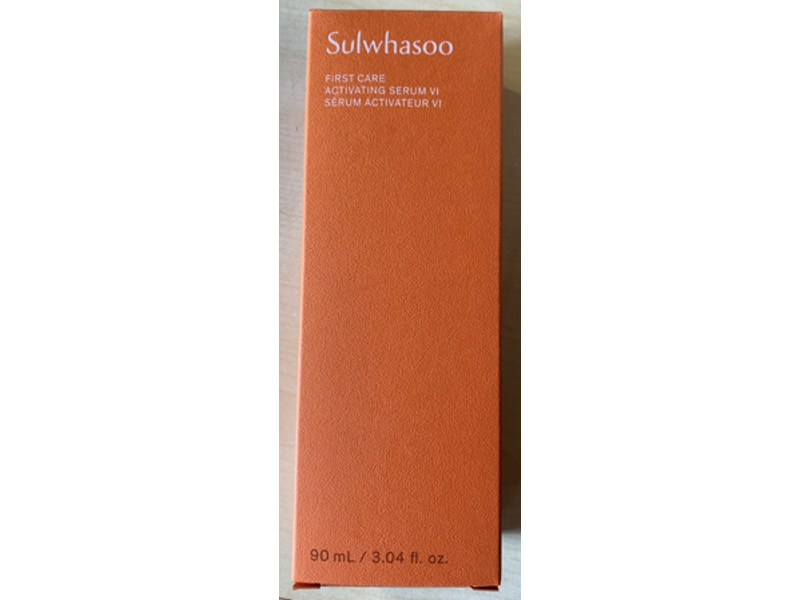 Sulwhasoo
FIRST CARE
ACTIVATING SERUM VI
SÉRUM ACTIVATEUR VI
90 mL / 3.04 fl. oz.